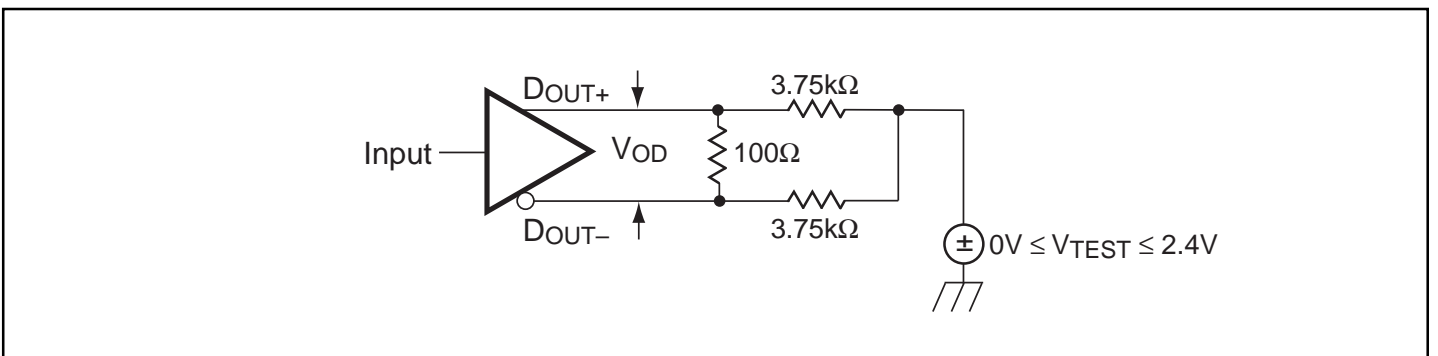 DOUT+
3.75kΩ
Input
VOD
100Ω
DOUT–
3.75kΩ
± 0V ≤ VTEST ≤ 2.4V